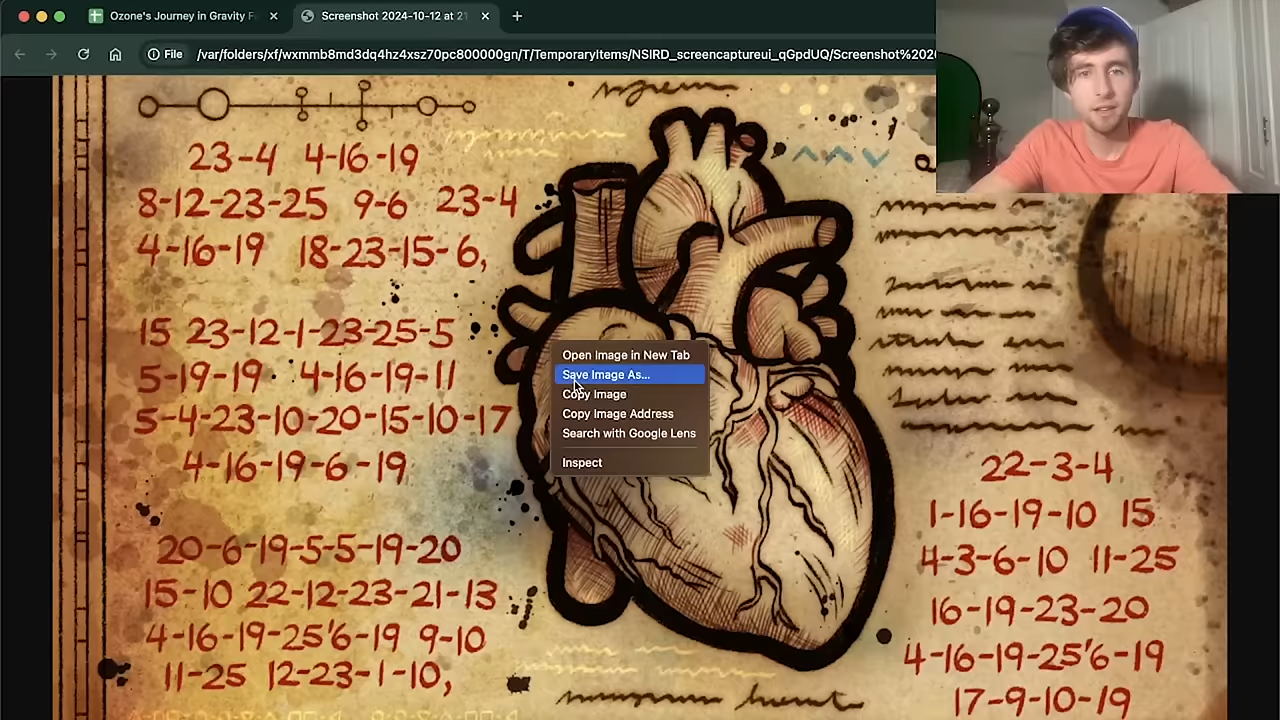 Ozone's Journey in Gravity F
Screenshot 2024-10-12 at 21
File
/var/folders/xf/wxmmb8md3dq4hz4xsz70pc800000gn/T/TemporaryItems/NSIRD_screencaptureui_qGpdUQ/Screenshot%202
23-4 4-16-19
8-12-23-25 9-6 23-4
4-16-19 18-23-15-6,
15 23-12-1-23-25-5
5-19-19 4-16-19-11
5-4-23-10-20-15-10-17
4-16-19-6-19
20-6-19-5-5-19-20
15-10 22-12-23-21-13
4-16-19-25'6-19 9-10
11-25 12-23-1-10,
Open Image in New Tab
Save Image As...
Copy Image
Copy Image Address
Search with Google Lens
Inspect
22-3-4
1-16-19-10 15
4-3-6-10 11-25
16-19-23-20
4-16-19-25'6-19
17-9-10-19